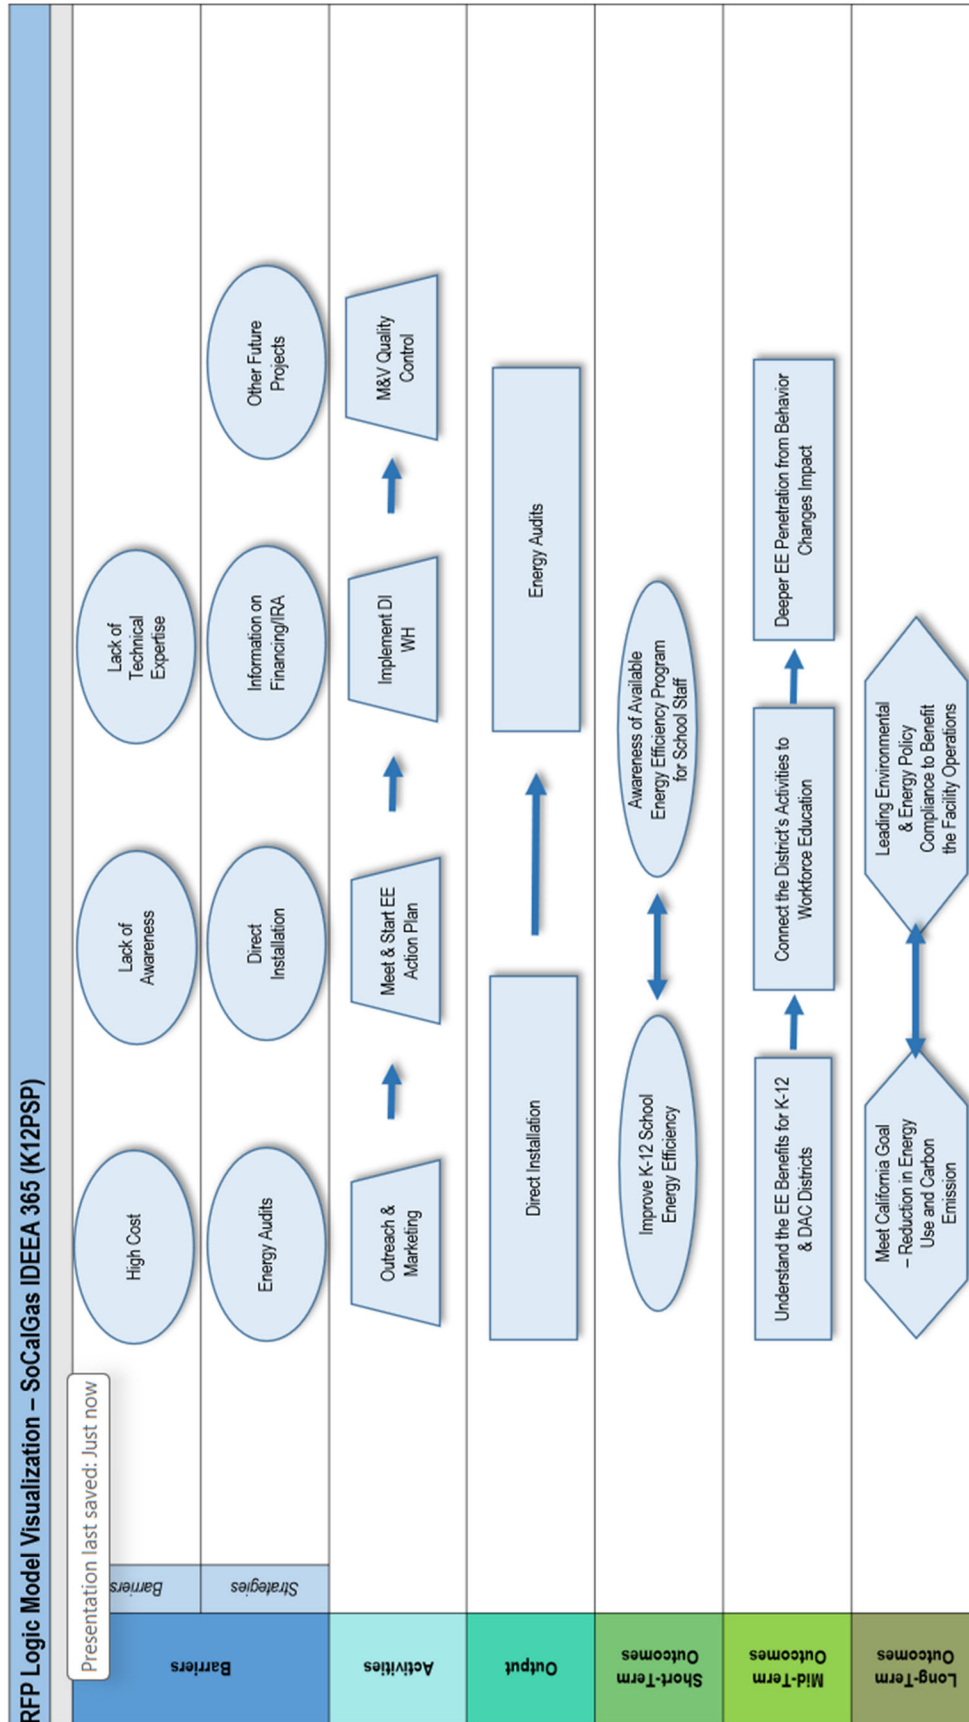 RFP Logic Model Visualization – SoCalGas IDEEA 365 (K12PSP)
Presentation last saved: Just now
Barriers
Barriers
High Cost
Lack of
Awareness
Lack of
Technical
Expertise
Strategies
Energy Audits
Direct
Installation
Information on
Financing/IRA
Other Future
Projects
Activities
Outreach &
Marketing
Meet & Start EE
Action Plan
Implement DI
WH
M&V Quality
Control
Output
Direct Installation
Energy Audits
Short-Term
Outcomes
Improve K-12 School
Energy Efficiency
Awareness of Available
Energy Efficiency Program
for School Staff
Mid-Term
Outcomes
Understand the EE Benefits for K-12
& DAC Districts
Connect the District's Activities to
Workforce Education
Deeper EE Penetration from Behavior
Changes Impact
Long-Term
Outcomes
Meet California Goal
– Reduction in Energy
Use and Carbon
Emission
Leading Environmental
& Energy Policy
Compliance to Benefit
the Facility Operations